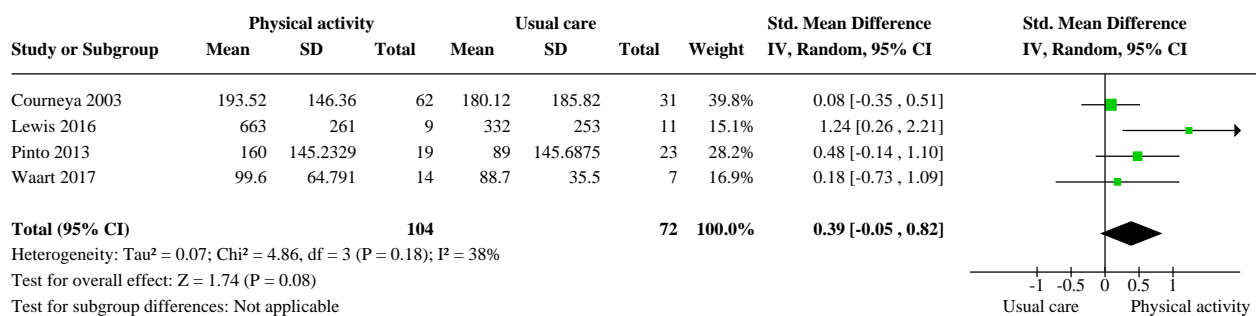 Physical activity Usual care Std. Mean Difference Std. Mean Difference
Study or Subgroup Mean SD Total Mean SD Total Weight IV, Random, 95% CI IV, Random, 95% CI
Courneya 2003 193.52 146.36 62 180.12 185.82 31 39.8% 0.08 [-0.35 , 0.51]
Lewis 2016 663 261 9 332 253 11 15.1% 1.24 [0.26 , 2.21]
Pinto 2013 160 145.2329 19 89 145.6875 23 28.2% 0.48 [-0.14 , 1.10]
Waart 2017 99.6 64.791 14 88.7 35.5 7 16.9% 0.18 [-0.73 , 1.09]
Total (95% CI) 104 72 100.0% 0.39 [-0.05 , 0.82]
Heterogeneity: Tau² = 0.07; Chi² = 4.86, df = 3 (P = 0.18); I² = 38%
Test for overall effect: Z = 1.74 (P = 0.08)
-1 -0.5 0 0.5 1
Test for subgroup differences: Not applicable Usual care Physical activity